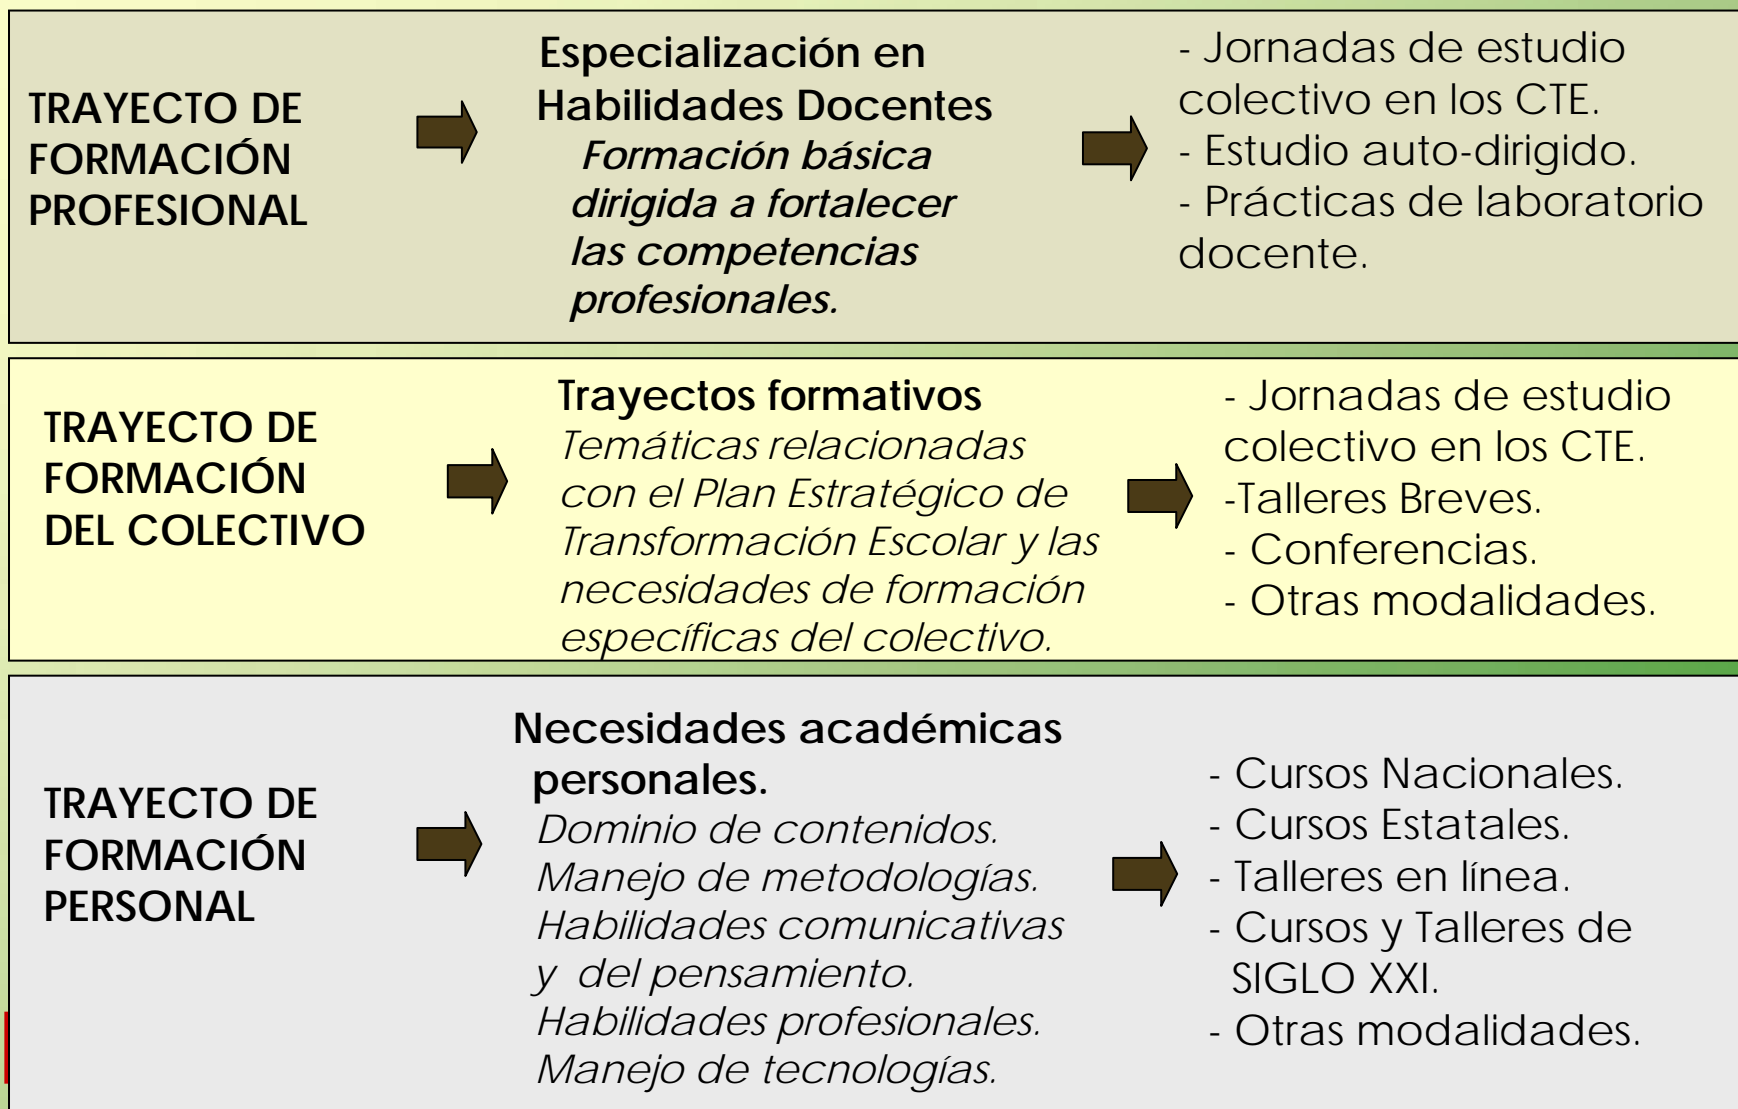 TRAYECTO DE
FORMACIÓN
PROFESIONAL
Especialización en
Habilidades Docentes
Formación básica
dirigida a fortalecer
las competencias
profesionales.
- Jornadas de estudio
colectivo en los CTE.
- Estudio auto-dirigido.
- Prácticas de laboratorio
docente.
TRAYECTO DE
FORMACIÓN
DEL COLECTIVO
Trayectos formativos
Temáticas relacionadas
con el Plan Estratégico de
Transformación Escolar y las
necesidades de formación
específicas del colectivo.
- Jornadas de estudio
colectivo en los CTE.
-Talleres Breves.
- Conferencias.
- Otras modalidades.
TRAYECTO DE
FORMACIÓN
PERSONAL
Necesidades académicas
personales.
Dominio de contenidos.
Manejo de metodologías.
Habilidades comunicativas
y  del pensamiento.
Habilidades profesionales.
Manejo de tecnologías.
- Cursos Nacionales.
- Cursos Estatales.
- Talleres en línea.
- Cursos y Talleres de
SIGLO XXI.
- Otras modalidades.